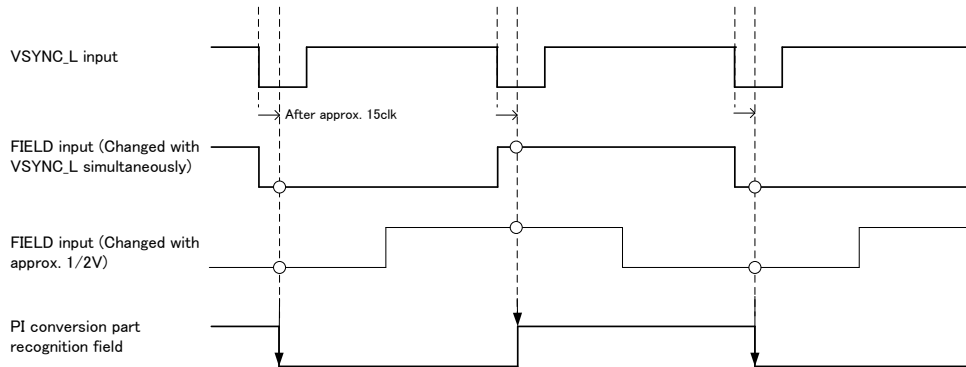 VSYNC_L input
After approx. 15clk
FIELD input (Changed with
VSYNC_L simultaneously)
FIELD input (Changed with
approx. 1/2V)
PI conversion part
recognition field